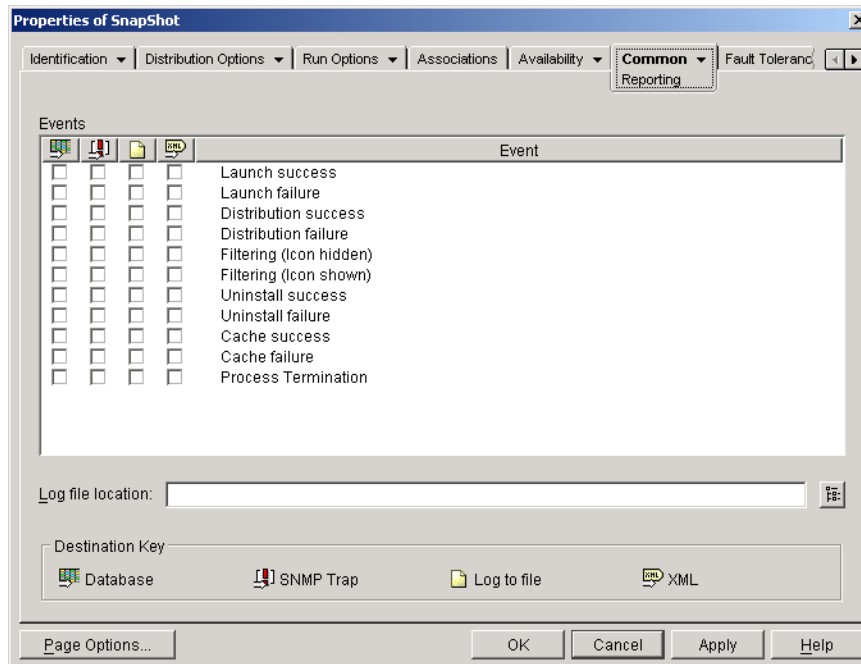 Properties of SnapShot
Identification Distribution Options Run Options Associations Availability Common Fault Toleranc
Reporting
Events
XML Event
Launch success
Launch failure
Distribution success
Distribution failure
Filtering (Icon hidden)
Filtering (Icon shown)
Uninstall success
Uninstall failure
Cache success
Cache failure
Process Termination
Log file location:
Destination Key
Database SNMP Trap Log to file XML XML
Page Options... OK Cancel Apply Help